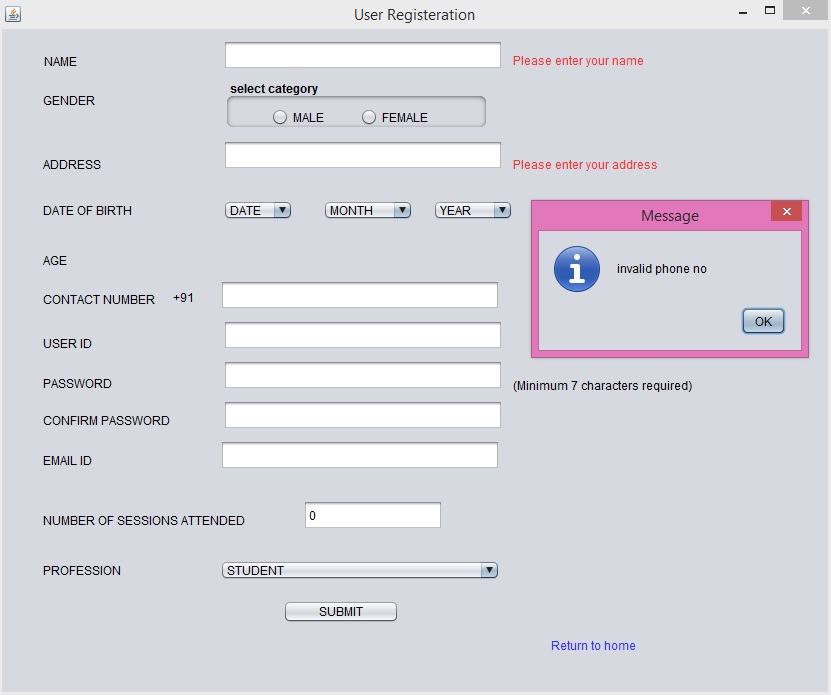 User Registeration
NAME
Please enter your name
select category
GENDER
MALE FEMALE
ADDRESS
Please enter your address
DATE OF BIRTH DATE MONTH YEAR
Message
AGE
invalid phone no
CONTACT NUMBER +91
OK
USER ID
PASSWORD
(Minimum 7 characters required)
CONFIRM PASSWORD
EMAIL ID
NUMBER OF SESSIONS ATTENDED 0
PROFESSION STUDENT
SUBMIT
Return to home